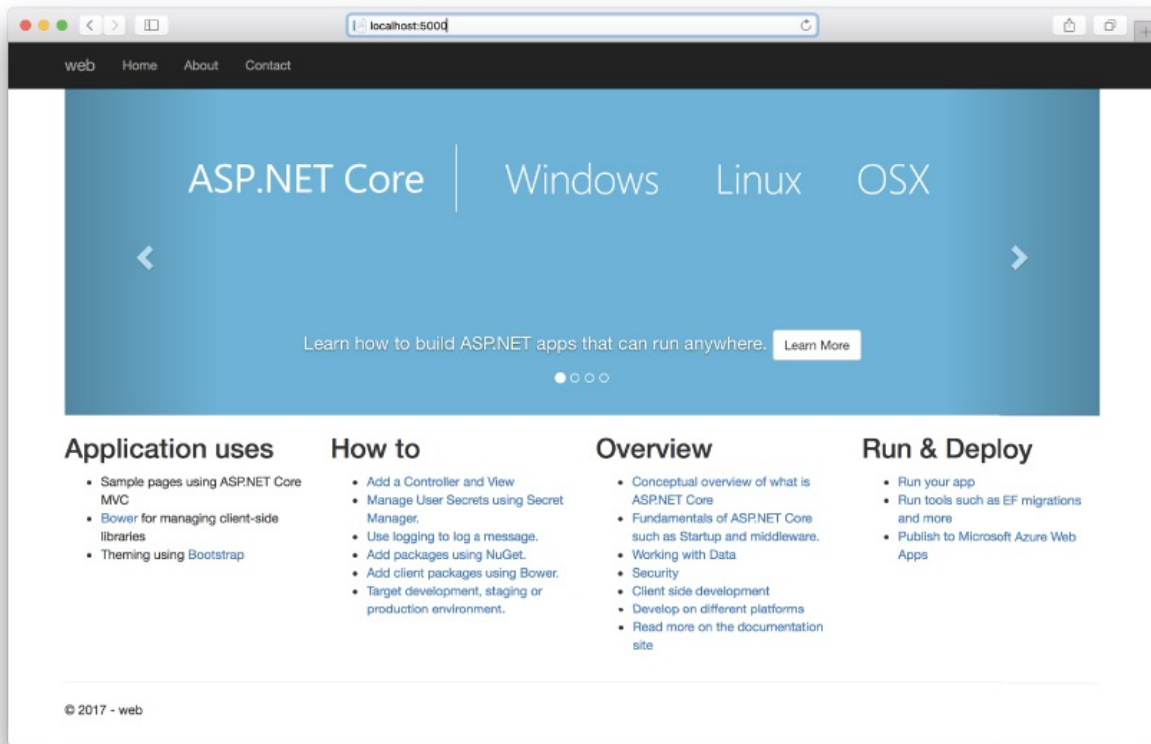 localhost:5000
web Home About Contact
ASP.NET Core Windows Linux OSX
Learn how to build ASP.NET apps that can run anywhere. Learn More
Application uses
Sample pages using ASP.NET Core
MVC
Bower for managing client-side
libraries
Theming using Bootstrap
How to
Add a Controller and View
Manage User Secrets using Secret
Manager.
Use logging to log a message.
Add packages using NuGet.
Add client packages using Bower.
Target development, staging or
production environment.
Overview
Conceptual overview of what is
ASP.NET Core
Fundamentals of ASP.NET Core
such as Startup and middleware.
Working with Data
Security
Client side development
Develop on different platforms
Read more on the documentation
site
Run & Deploy
Run your app
Run tools such as EF migrations
and more
Publish to Microsoft Azure Web
Apps
© 2017 - web